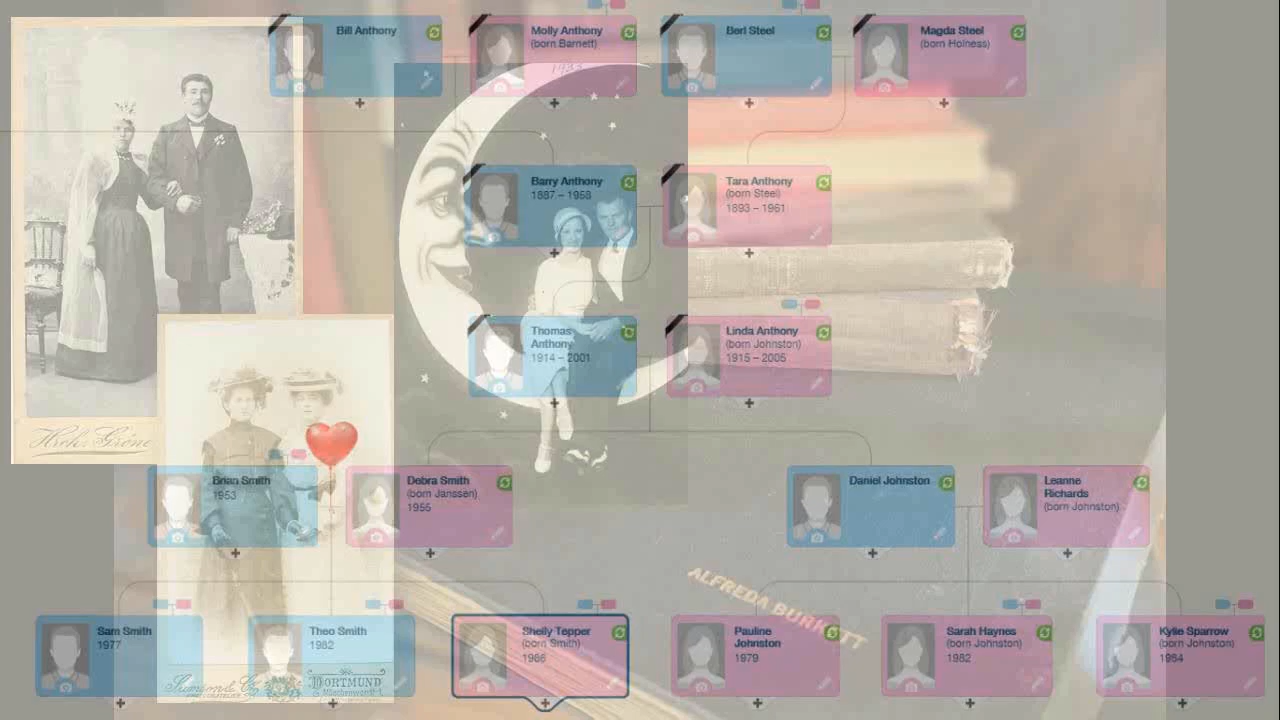 Bill Anthony
Molly Anthony
(born Barnett)
Berl Steel
Magda Steel
(born Holness)
Barry Anthony
1887 – 1958
Tara Anthony
(born Steel)
1893 – 1961
Thomas
Anthony
1914 – 2001
Linda Anthony
(born Johnston)
1915 – 2005
Brian Smith
1953
Debra Smith
(born Janssen)
1955
Daniel Johnston
Leanne
Richards
(born Johnston)
ALFREDA BURKETT
Sam Smith
1977
Theo Smith
1982
Shelly Tepper
(born Smith)
1986
Pauline
Johnston
1979
Sarah Haynes
(born Johnston)
1982
Kylie Sparrow
(born Johnston)
1984
DORTMUND